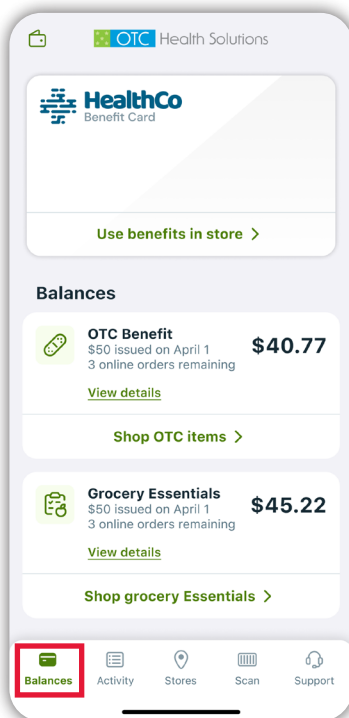 OTC Health Solutions
HealthCo
Benefit Card
Use benefits in store >
Balances
OTC Benefit
$50 issued on April 1
3 online orders remaining
$40.77
View details
Shop OTC items >
Grocery Essentials
$50 issued on April 1
3 online orders remaining
$45.22
View details
Shop grocery Essentials >
Balances
Activity
Stores
Scan
Support